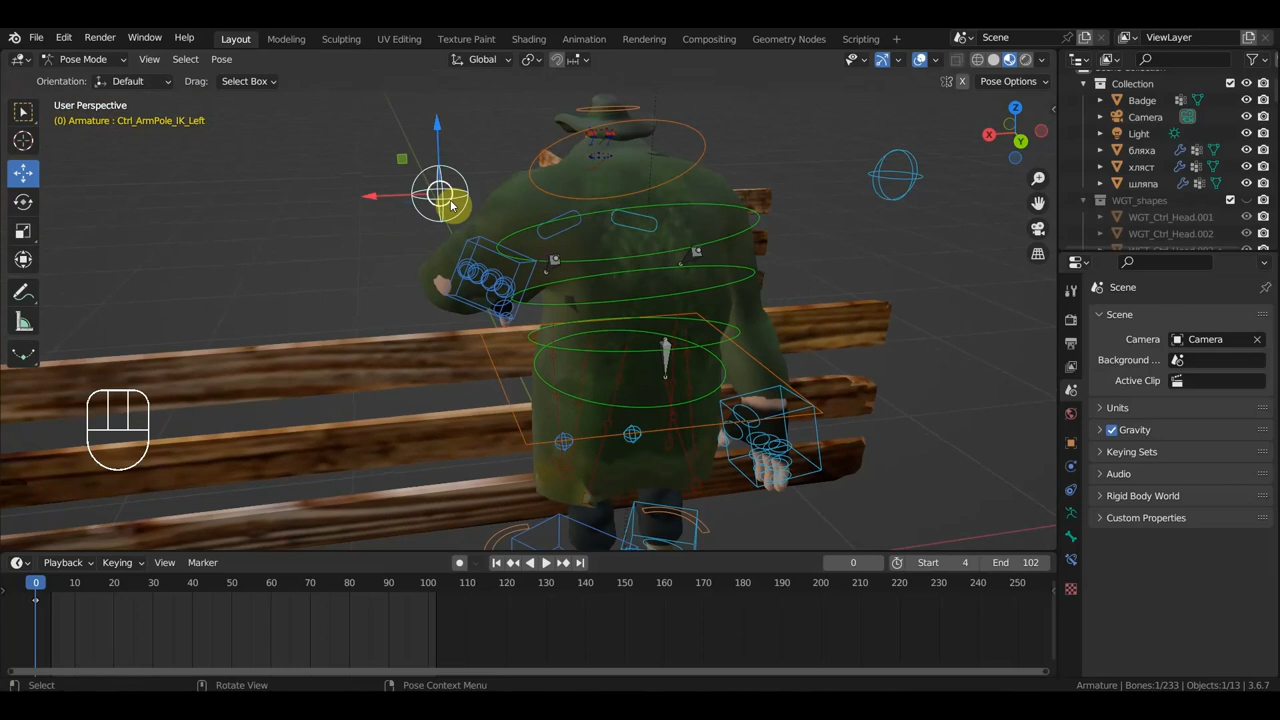 File Edit Render Window Help Layout Modeling Sculpting UV Editing Texture Paint Shading Animation Rendering Compositing Geometry Nodes Scripting + Scene ViewLayer
Pose Mode View Select Pose Global
Orientation: Default Drag: Select Box X Pose Options
User Perspective
(0) Armature : Ctrl_ArmPole_IK_Left
Z
X
Y
Collection
Badge
Camera
Light
бляха
хляст
шляпа
WGT_shapes
WGT_Ctrl_Head.001
WGT_Ctrl_Head.002
Scene
Scene
Camera Camera
Background ...
Active Clip
Units
Gravity
Keying Sets
Audio
Rigid Body World
Custom Properties
Playback Keying View Marker 0 Start 4 End 102
0 10 20 30 40 50 60 70 80 90 100 110 120 130 140 150 160 170 180 190 200 210 220 230 240 250
Select Rotate View Pose Context Menu Armature | Bones:1/233 | Objects:1/13 | 3.6.7